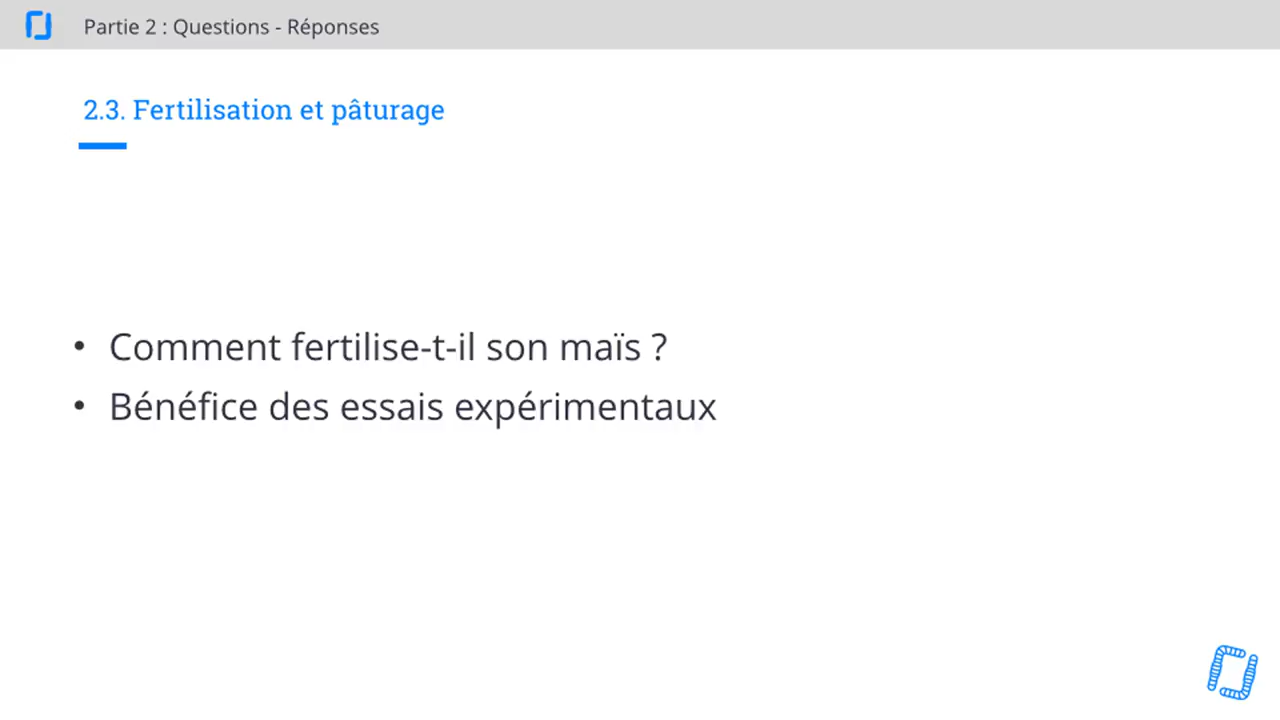 Partie 2 : Questions - Réponses
2.3. Fertilisation et pâturage
• Comment fertilise-t-il son maïs ?
• Bénéfice des essais expérimentaux